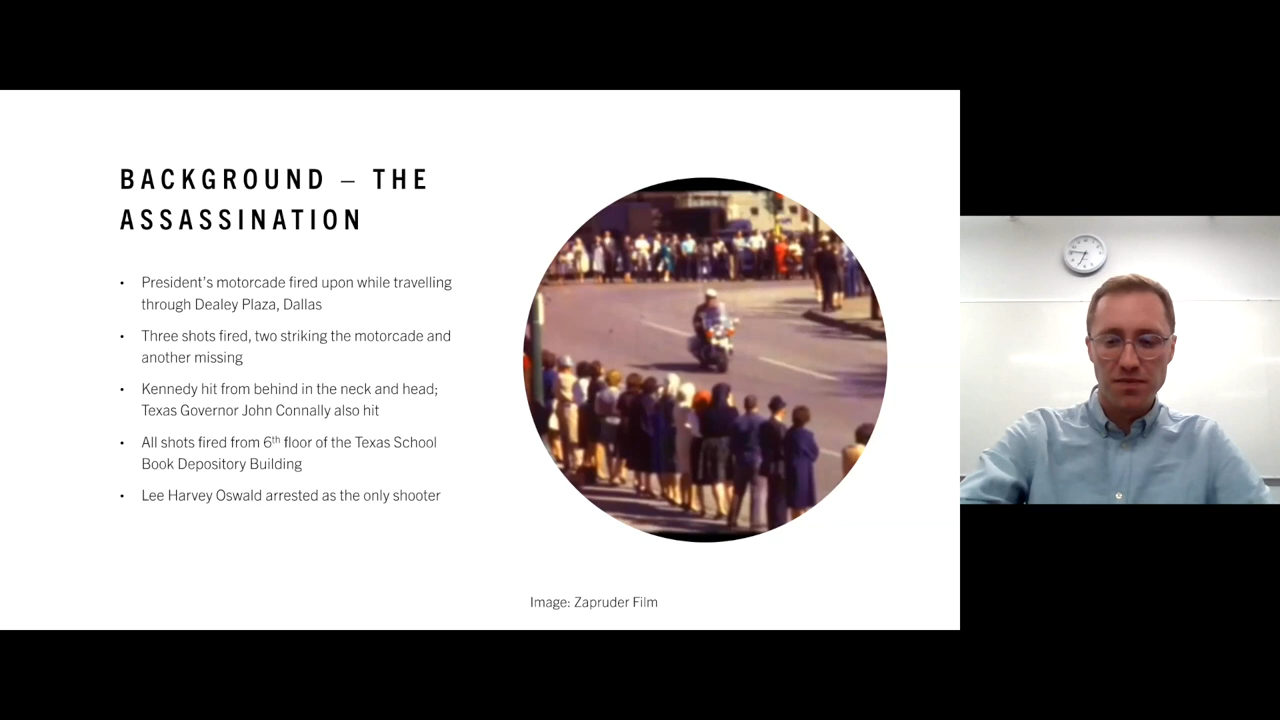 BACKGROUND – THE
ASSASSINATION
• President's motorcade fired upon while travelling
through Dealey Plaza, Dallas
• Three shots fired, two striking the motorcade and
another missing
• Kennedy hit from behind in the neck and head;
Texas Governor John Connally also hit
• All shots fired from 6th floor of the Texas School
Book Depository Building
• Lee Harvey Oswald arrested as the only shooter
Image: Zapruder Film